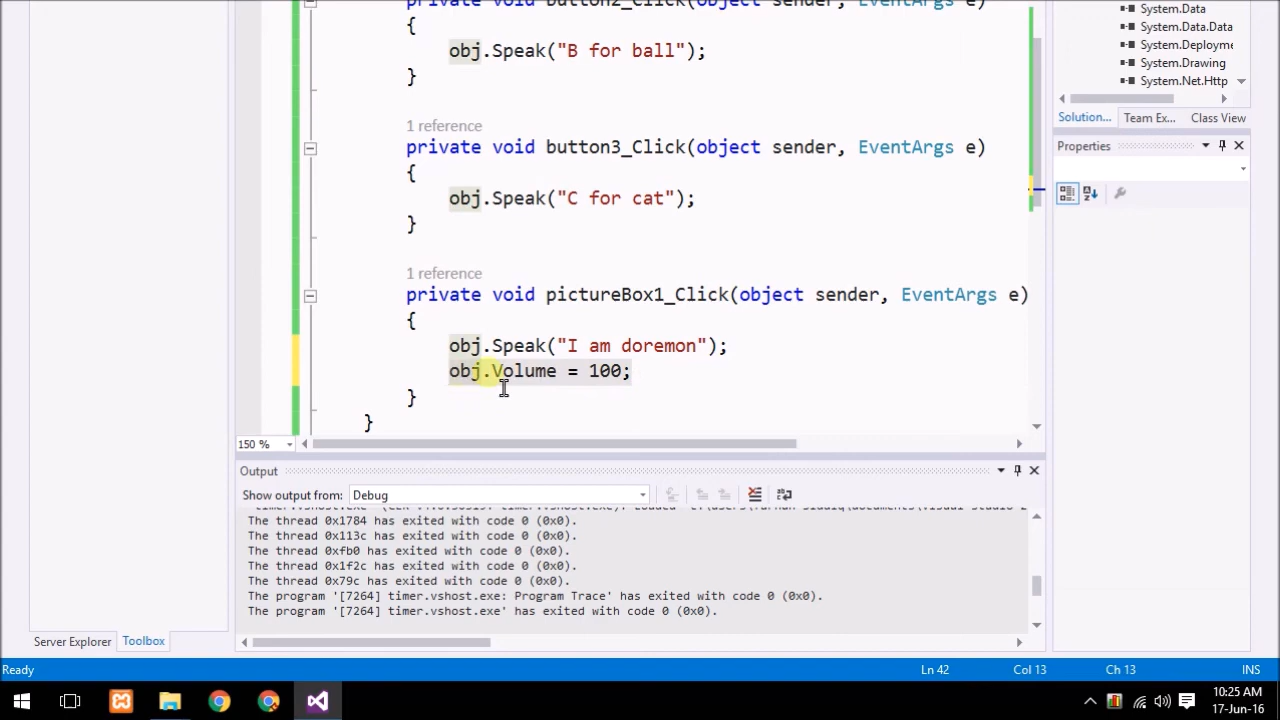 private void button2_Click(object sender, EventArgs e)
{
obj.Speak("B for ball");
}
1 reference
private void button3_Click(object sender, EventArgs e)
{
obj.Speak("C for cat");
}
1 reference
private void pictureBox1_Click(object sender, EventArgs e)
{
obj.Speak("I am doremon");
obj.Volume = 100;
}
}
150 %
System.Data
System.Data.Data
System.Deployme
System.Drawing
System.Net.Http
Solution... Team Ex... Class View
Properties
Output
Show output from: Debug
The thread 0x1784 has exited with code 0 (0x0).
The thread 0x113c has exited with code 0 (0x0).
The thread 0xfb0 has exited with code 0 (0x0).
The thread 0x1f2c has exited with code 0 (0x0).
The thread 0x79c has exited with code 0 (0x0).
The program '[7264] timer.vshost.exe: Program Trace' has exited with code 0 (0x0).
The program '[7264] timer.vshost.exe' has exited with code 0 (0x0).
Server Explorer Toolbox
Ready Ln 42 Col 13 Ch 13 INS
10:25 AM
17-Jun-16